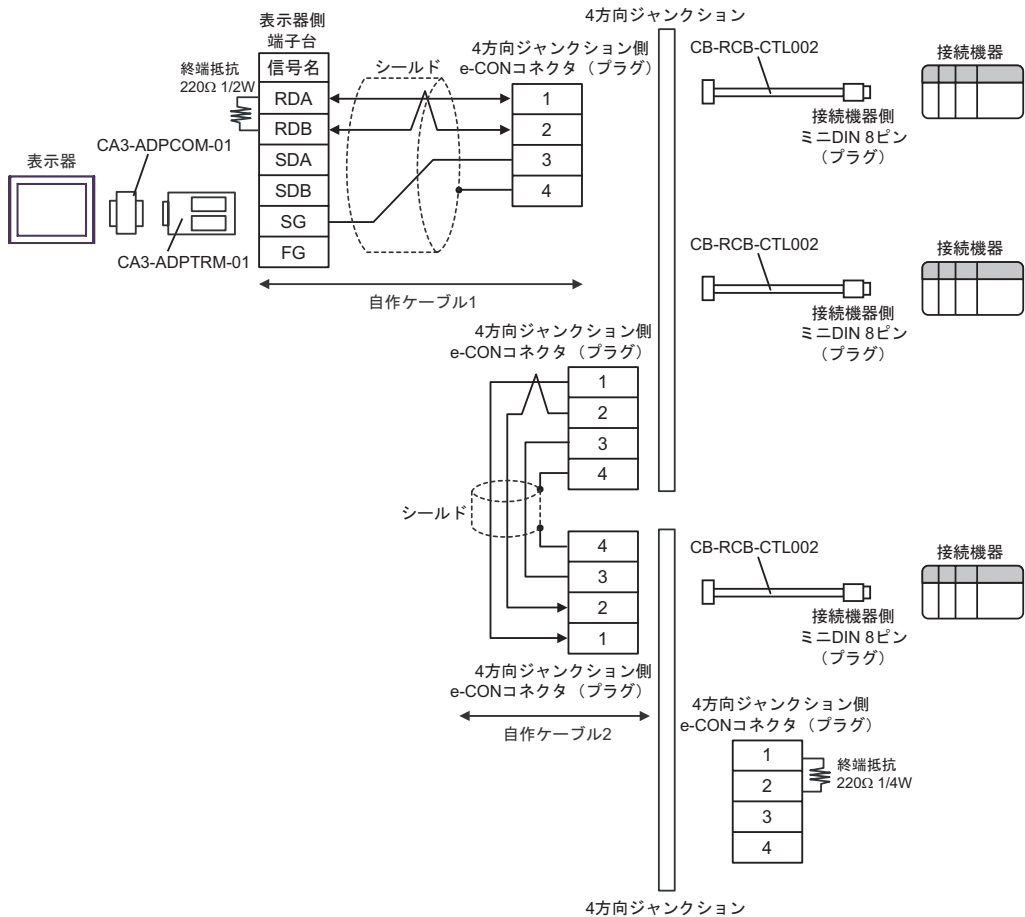 4方向ジャンクション
表示器側
端子台
4方向ジャンクション側
e-CONコネクタ（プラグ）
CB-RCB-CTL002
接続機器
終端抵抗
220Ω 1/2W
信号名
シールド
RDA
1
RDB
2
SDA
3
SDB
4
SG
FG
接続機器側
ミニDIN 8ピン
（プラグ）
表示器
CA3-ADPCOM-01
CA3-ADPTRM-01
自作ケーブル1
CB-RCB-CTL002
接続機器
接続機器側
ミニDIN 8ピン
（プラグ）
4方向ジャンクション側
e-CONコネクタ（プラグ）
1
2
3
4
シールド
4
3
2
1
4方向ジャンクション側
e-CONコネクタ（プラグ）
自作ケーブル2
CB-RCB-CTL002
接続機器
接続機器側
ミニDIN 8ピン
（プラグ）
4方向ジャンクション側
e-CONコネクタ（プラグ）
1
2
3
4
終端抵抗
220Ω 1/4W
4方向ジャンクション